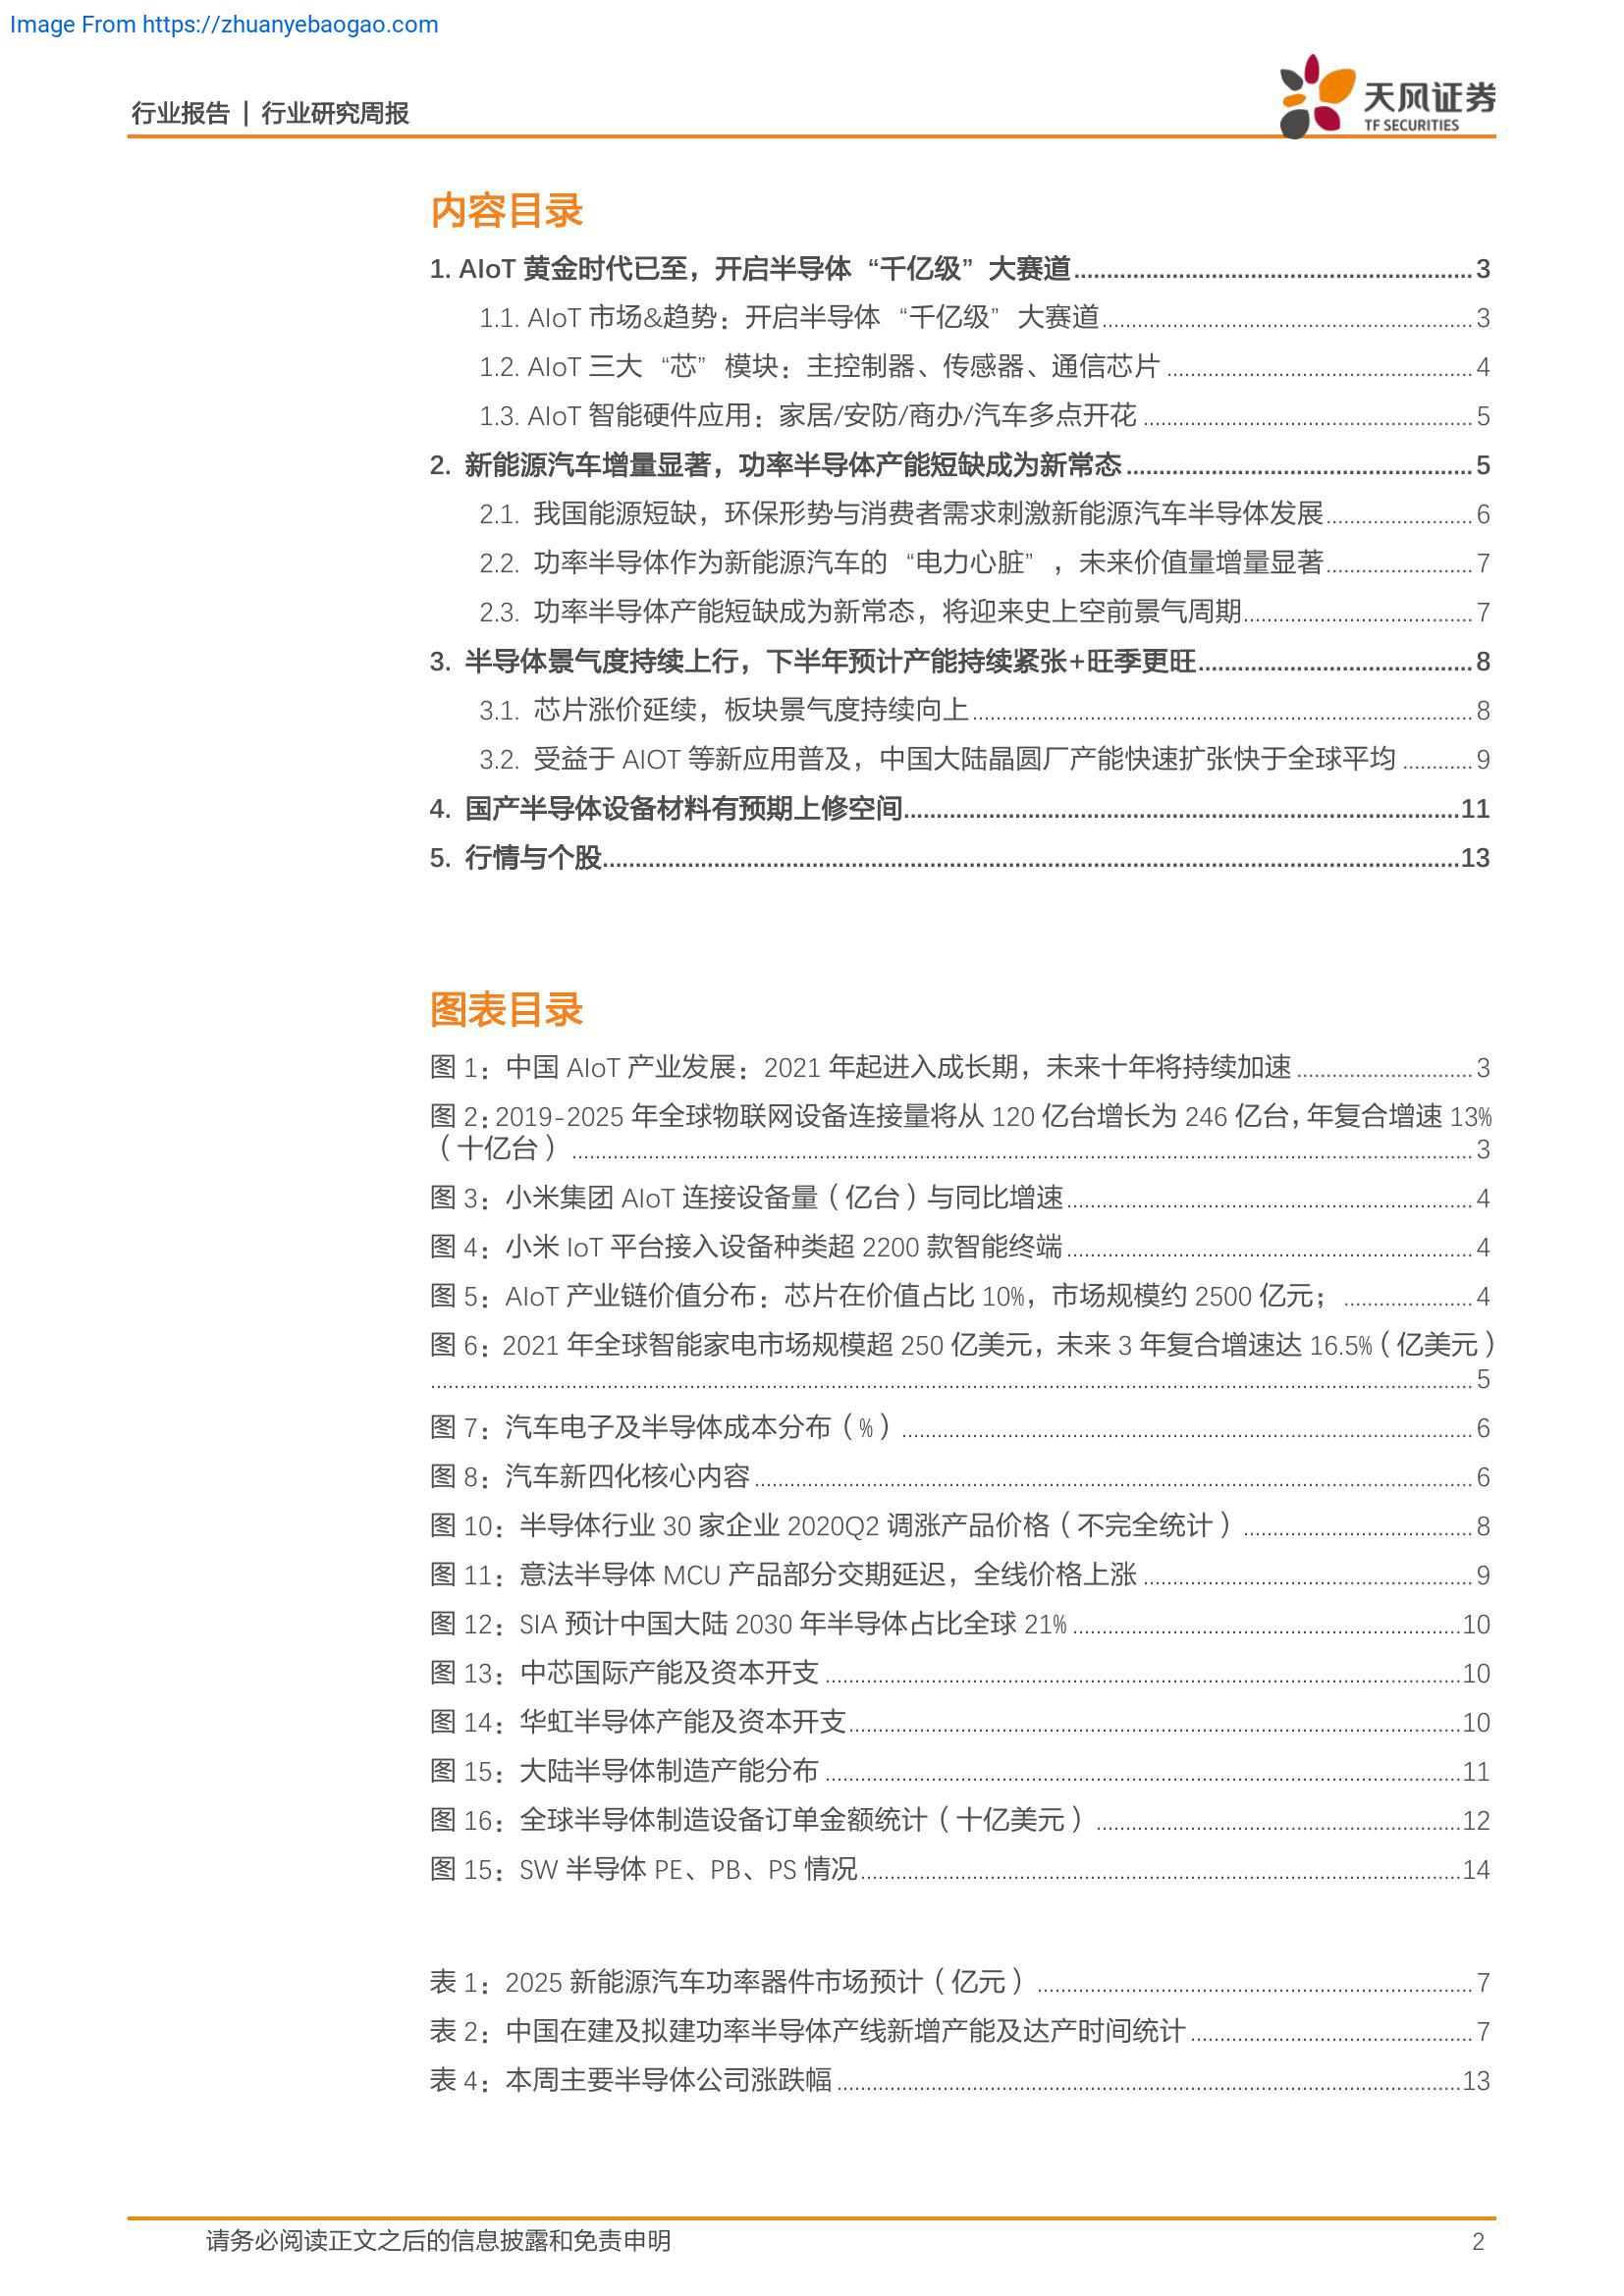 Image From https://zhuanyebaogao.com
行业报告 | 行业研究周报
天风证券
TF SECURITIES
内容目录
1. AIoT 黄金时代已至，开启半导体“千亿级”大赛道 3
1.1. AIoT 市场&趋势：开启半导体“千亿级”大赛道 3
1.2. AIoT 三大“芯”模块：主控制器、传感器、通信芯片 4
1.3. AIoT 智能硬件应用：家居/安防/商办/汽车多点开花 5
2. 新能源汽车增量显著，功率半导体产能短缺成为新常态 5
2.1. 我国能源短缺，环保形势与消费者需求刺激新能源汽车半导体发展 6
2.2. 功率半导体作为新能源汽车的“电力心脏”，未来价值量增量显著 7
2.3. 功率半导体产能短缺成为新常态，将迎来史上空前景气周期 7
3. 半导体景气度持续上行，下半年预计产能持续紧张+旺季更旺 8
3.1. 芯片涨价延续，板块景气度持续向上 8
3.2. 受益于 AIOT 等新应用普及，中国大陆晶圆厂产能快速扩张快于全球平均 9
4. 国产半导体设备材料有预期上修空间 11
5. 行情与个股 13
图表目录
图 1：中国 AIoT 产业发展：2021 年起进入成长期，未来十年将持续加速 3
图 2：2019-2025 年全球物联网设备连接量将从 120 亿台增长为 246 亿台，年复合增速 13%
（十亿台） 3
图 3：小米集团 AIoT 连接设备量（亿台）与同比增速 4
图 4：小米 IoT 平台接入设备种类超 2200 款智能终端 4
图 5：AIoT 产业链价值分布：芯片在价值占比 10%，市场规模约 2500 亿元； 4
图 6：2021 年全球智能家电市场规模超 250 亿美元，未来 3 年复合增速达 16.5%（亿美元）
5
图 7：汽车电子及半导体成本分布（%） 6
图 8：汽车新四化核心内容 6
图 10：半导体行业 30 家企业 2020Q2 调涨产品价格（不完全统计） 8
图 11：意法半导体 MCU 产品部分交期延迟，全线价格上涨 9
图 12：SIA 预计中国大陆 2030 年半导体占比全球 21% 10
图 13：中芯国际产能及资本开支 10
图 14：华虹半导体产能及资本开支 10
图 15：大陆半导体制造产能分布 11
图 16：全球半导体制造设备订单金额统计（十亿美元） 12
图 15：SW 半导体 PE、PB、PS 情况 14
表 1：2025 新能源汽车功率器件市场预计（亿元） 7
表 2：中国在建及拟建功率半导体产线新增产能及达产时间统计 7
表 4：本周主要半导体公司涨跌幅 13
请务必阅读正文之后的信息披露和免责申明 2